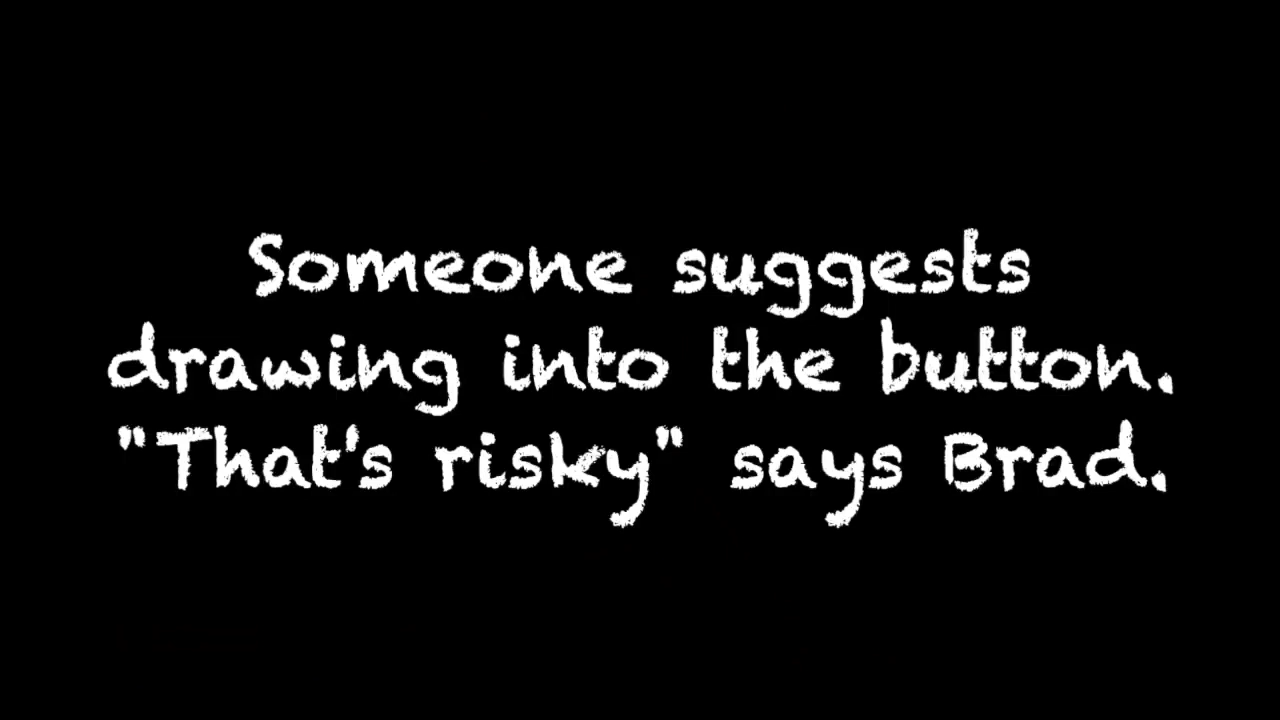 Someone suggests
drawing into the button.
"That's risky" says Brad.